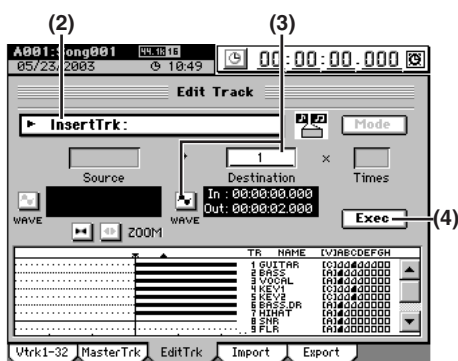 (2) (3)
A001:Song001 44.1k 16 00:00:00.000
05/23/2003 10:49
Edit Track
InsertTrk: Mode
1 ×
Source Destination Times
In : 00:00:00.000
Out: 00:00:02.000
WAVE WAVE Exec (4)
ZOOM
TR NAME [V]ABCDEFGH
1 GUITAR
2 BASS
3 VOCAL
4 KEY1
5 KEY2
6 BASS.DR
7 HIHAT
8 SNR
9 FLR
Vtrk1-32 MasterTrk EditTrk Import Export